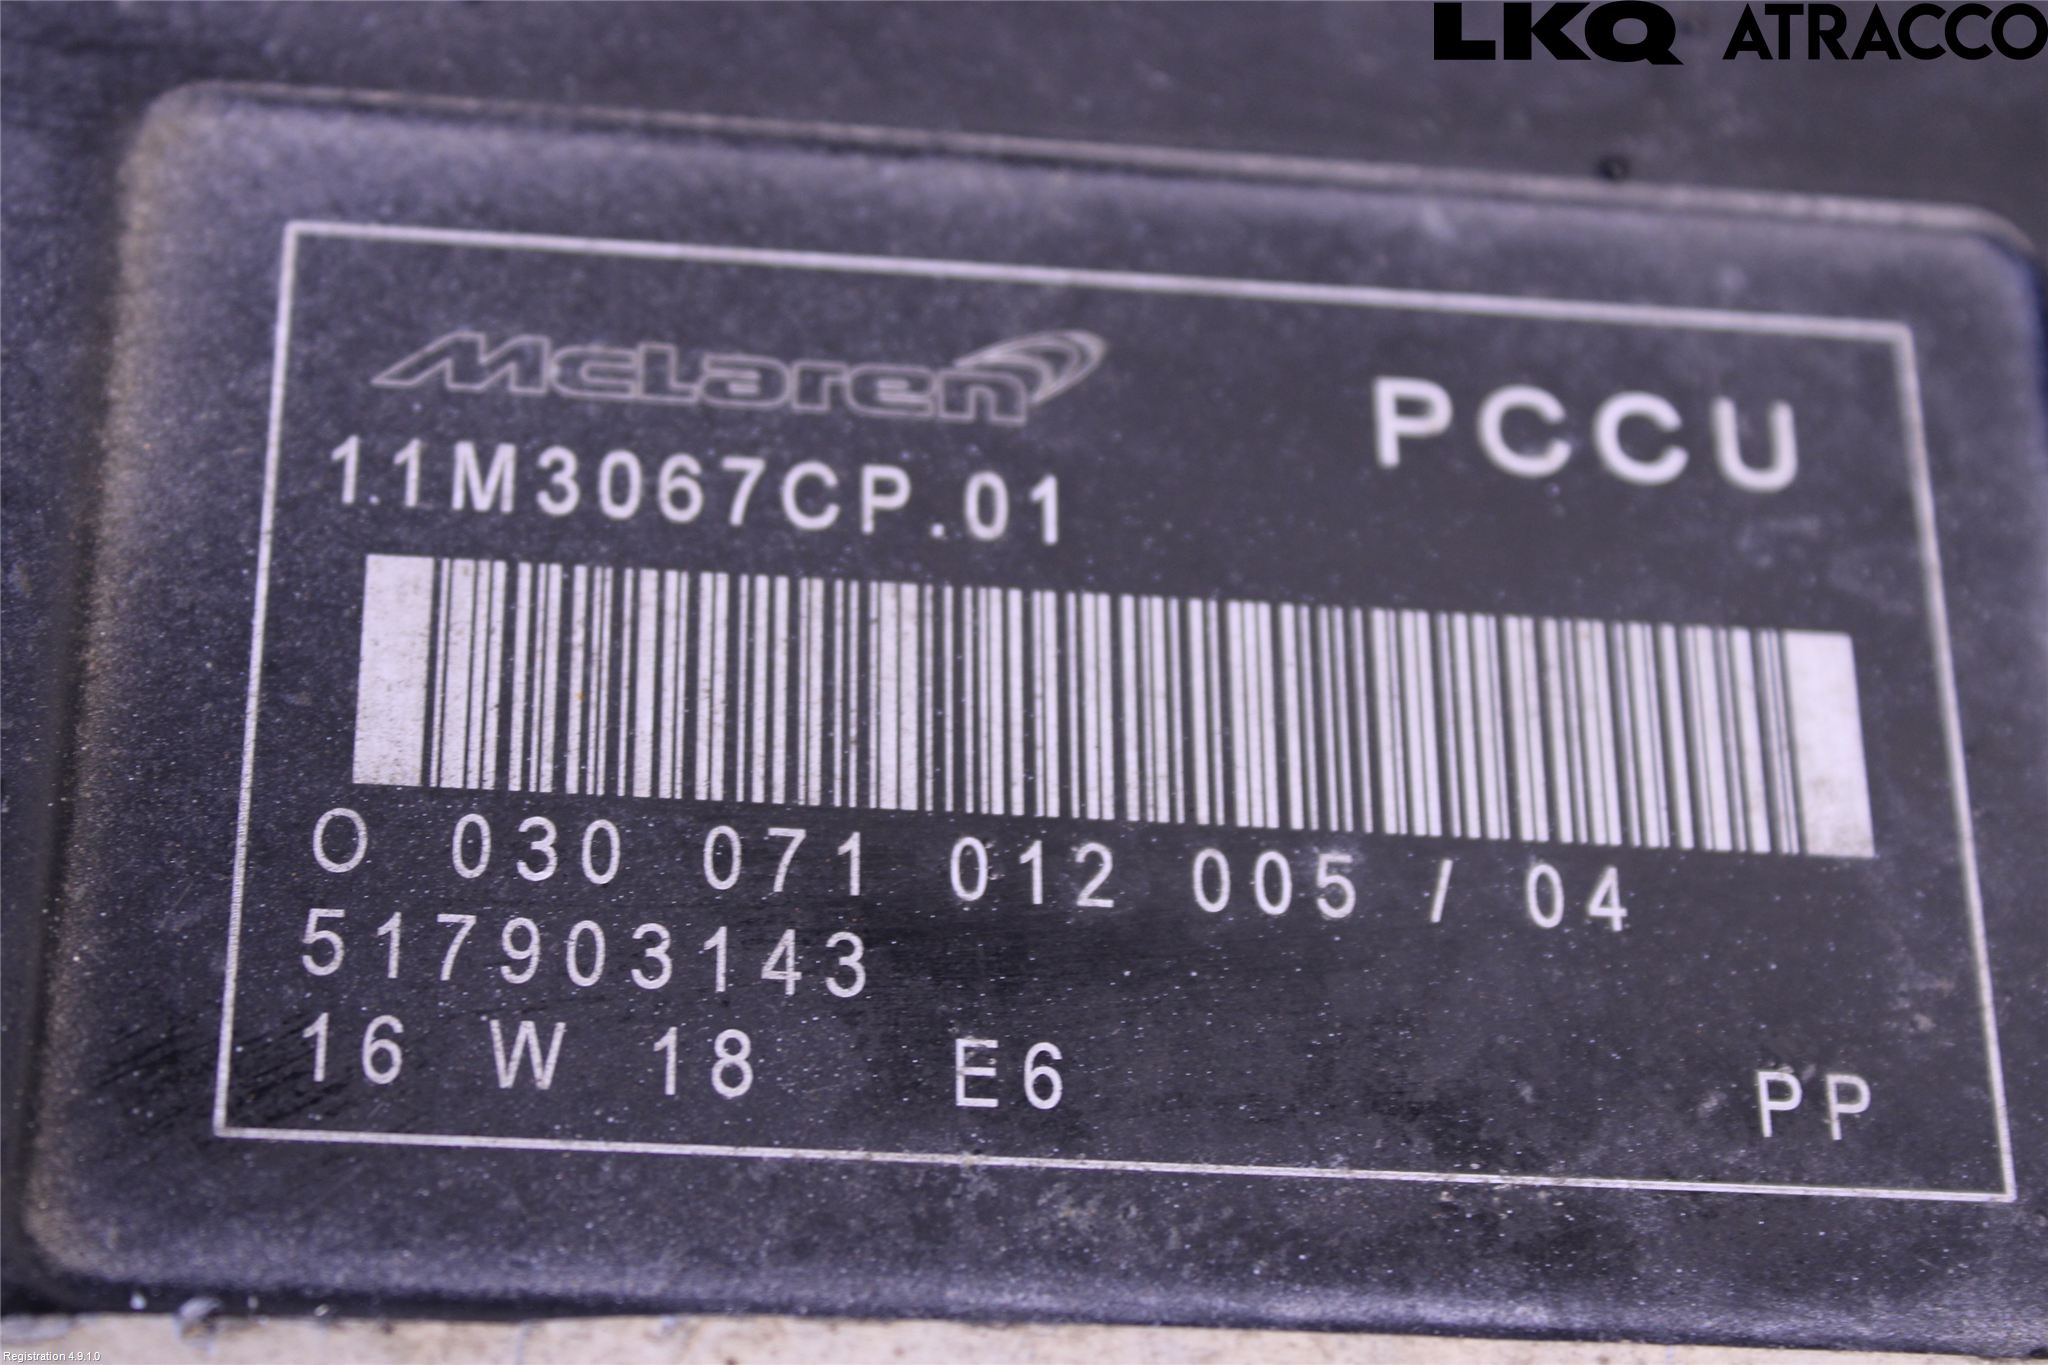 LKQ ATRACCO
McLaren
PCCU
11M3067CP.01
O 030 071 012 005 / 04
517903143
16 W 18 E6 PP
Registration 4.9.1.0